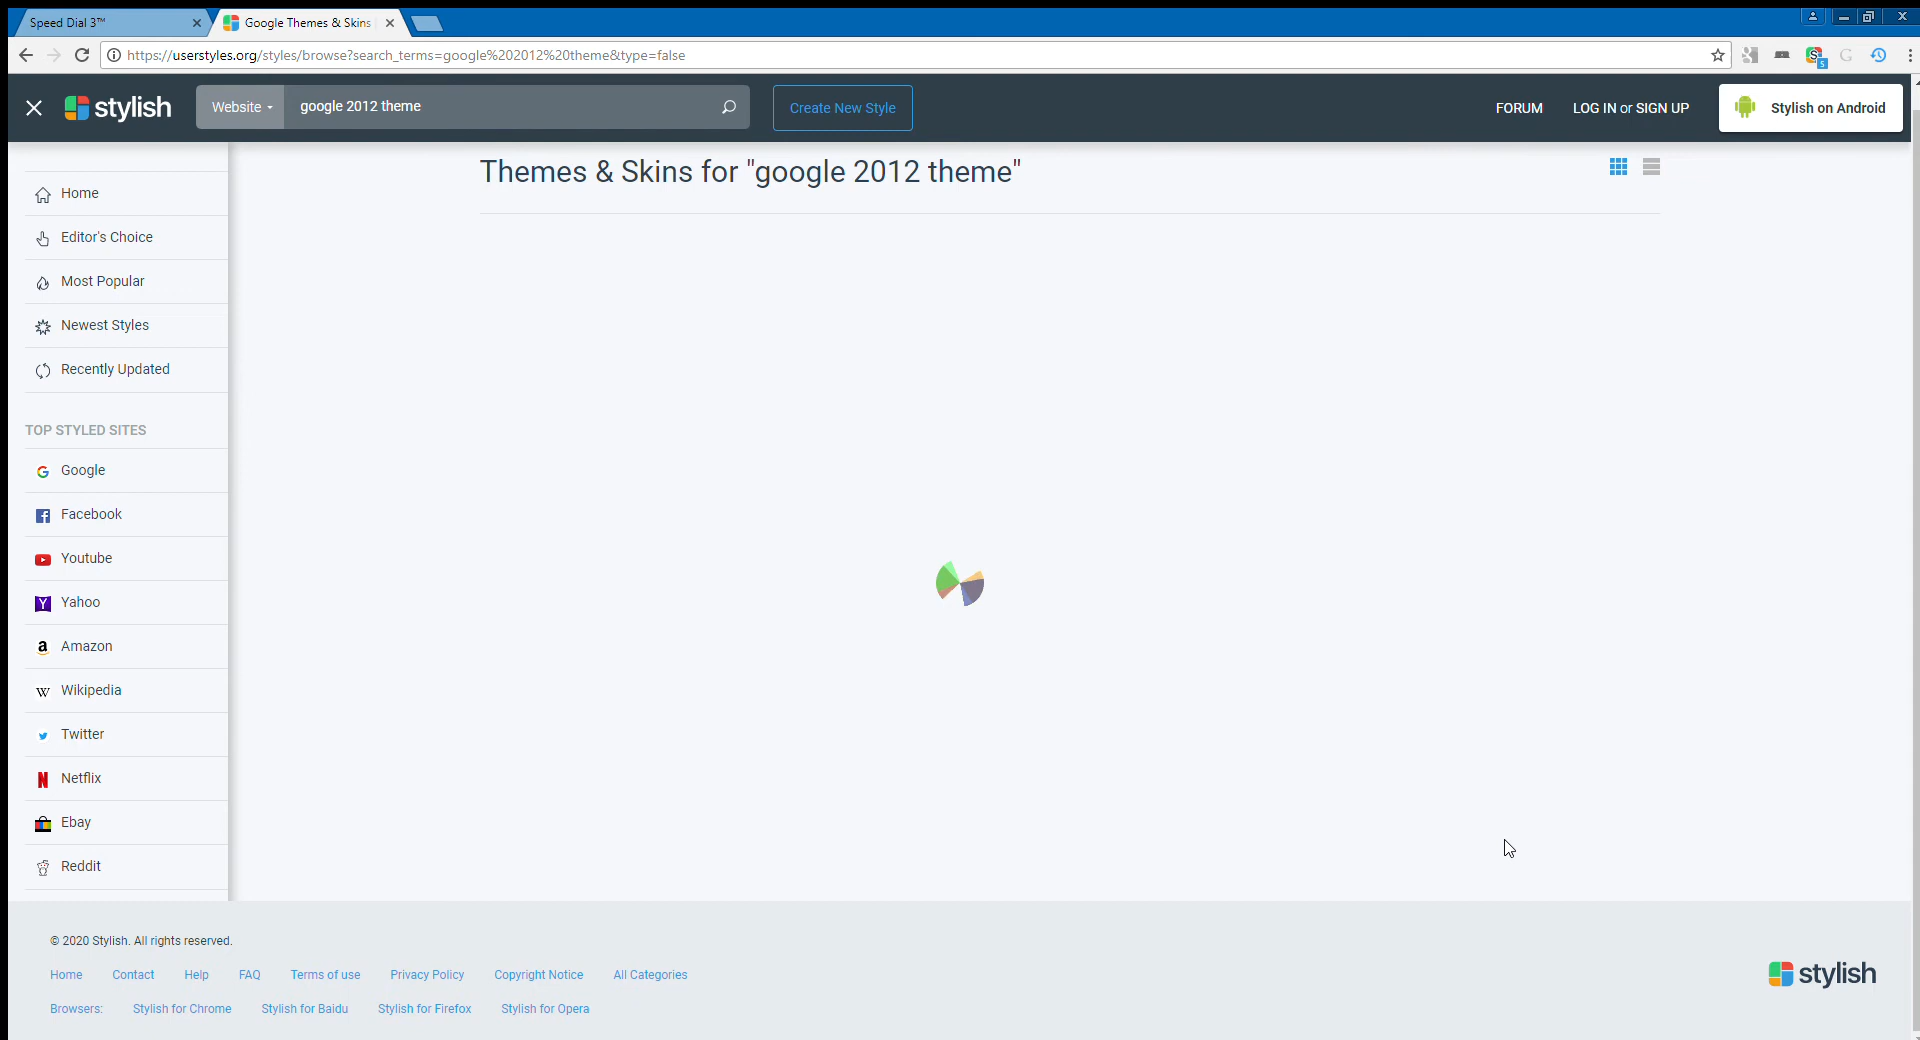 Speed Dial 3™
Google Themes & Skins
https://userstyles.org/styles/browse?search_terms=google%202012%20theme&type=false
stylish
Website
google 2012 theme
Create New Style
FORUM
LOG IN or SIGN UP
Stylish on Android
Themes & Skins for "google 2012 theme"
Home
Editor's Choice
Most Popular
Newest Styles
Recently Updated
TOP STYLED SITES
Google
Facebook
Youtube
Yahoo
Amazon
Wikipedia
Twitter
Netflix
Ebay
Reddit
© 2020 Stylish. All rights reserved.
Home Contact Help FAQ Terms of use Privacy Policy Copyright Notice All Categories
Browsers: Stylish for Chrome Stylish for Baidu Stylish for Firefox Stylish for Opera
stylish